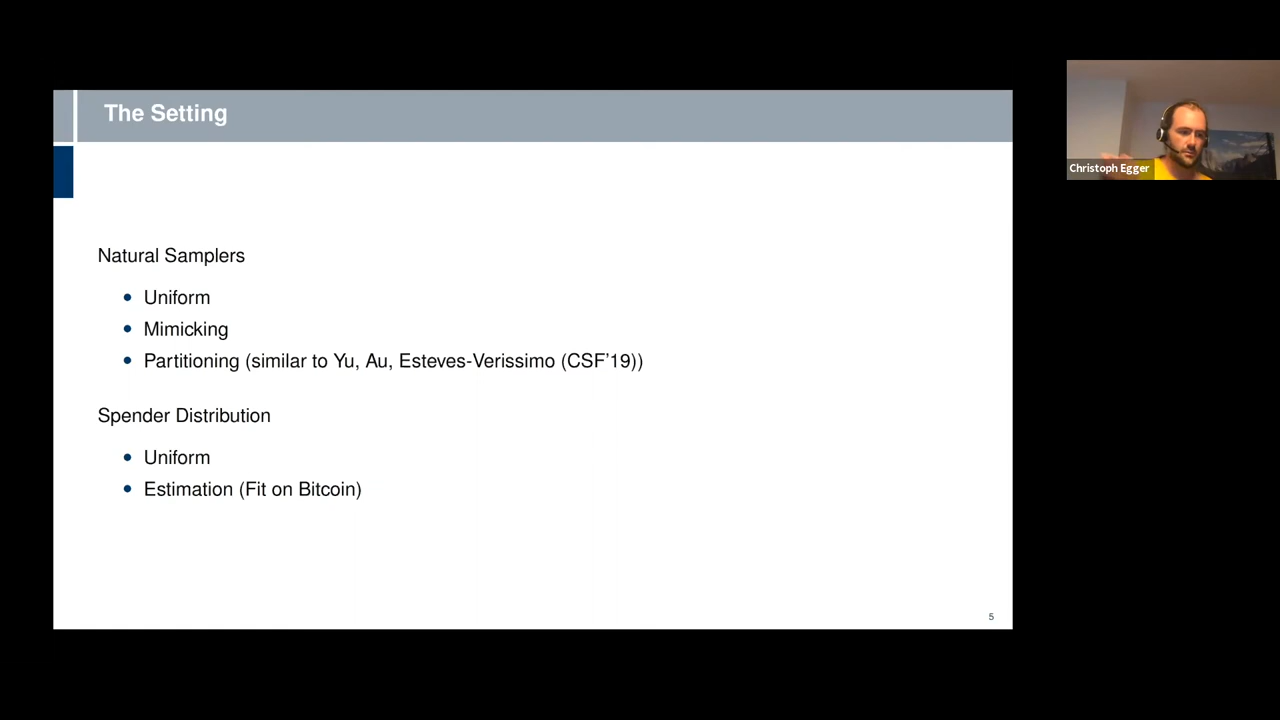 The Setting
Christoph Egger
Natural Samplers
• Uniform
• Mimicking
• Partitioning (similar to Yu, Au, Esteves-Verissimo (CSF'19))
Spender Distribution
• Uniform
• Estimation (Fit on Bitcoin)
5